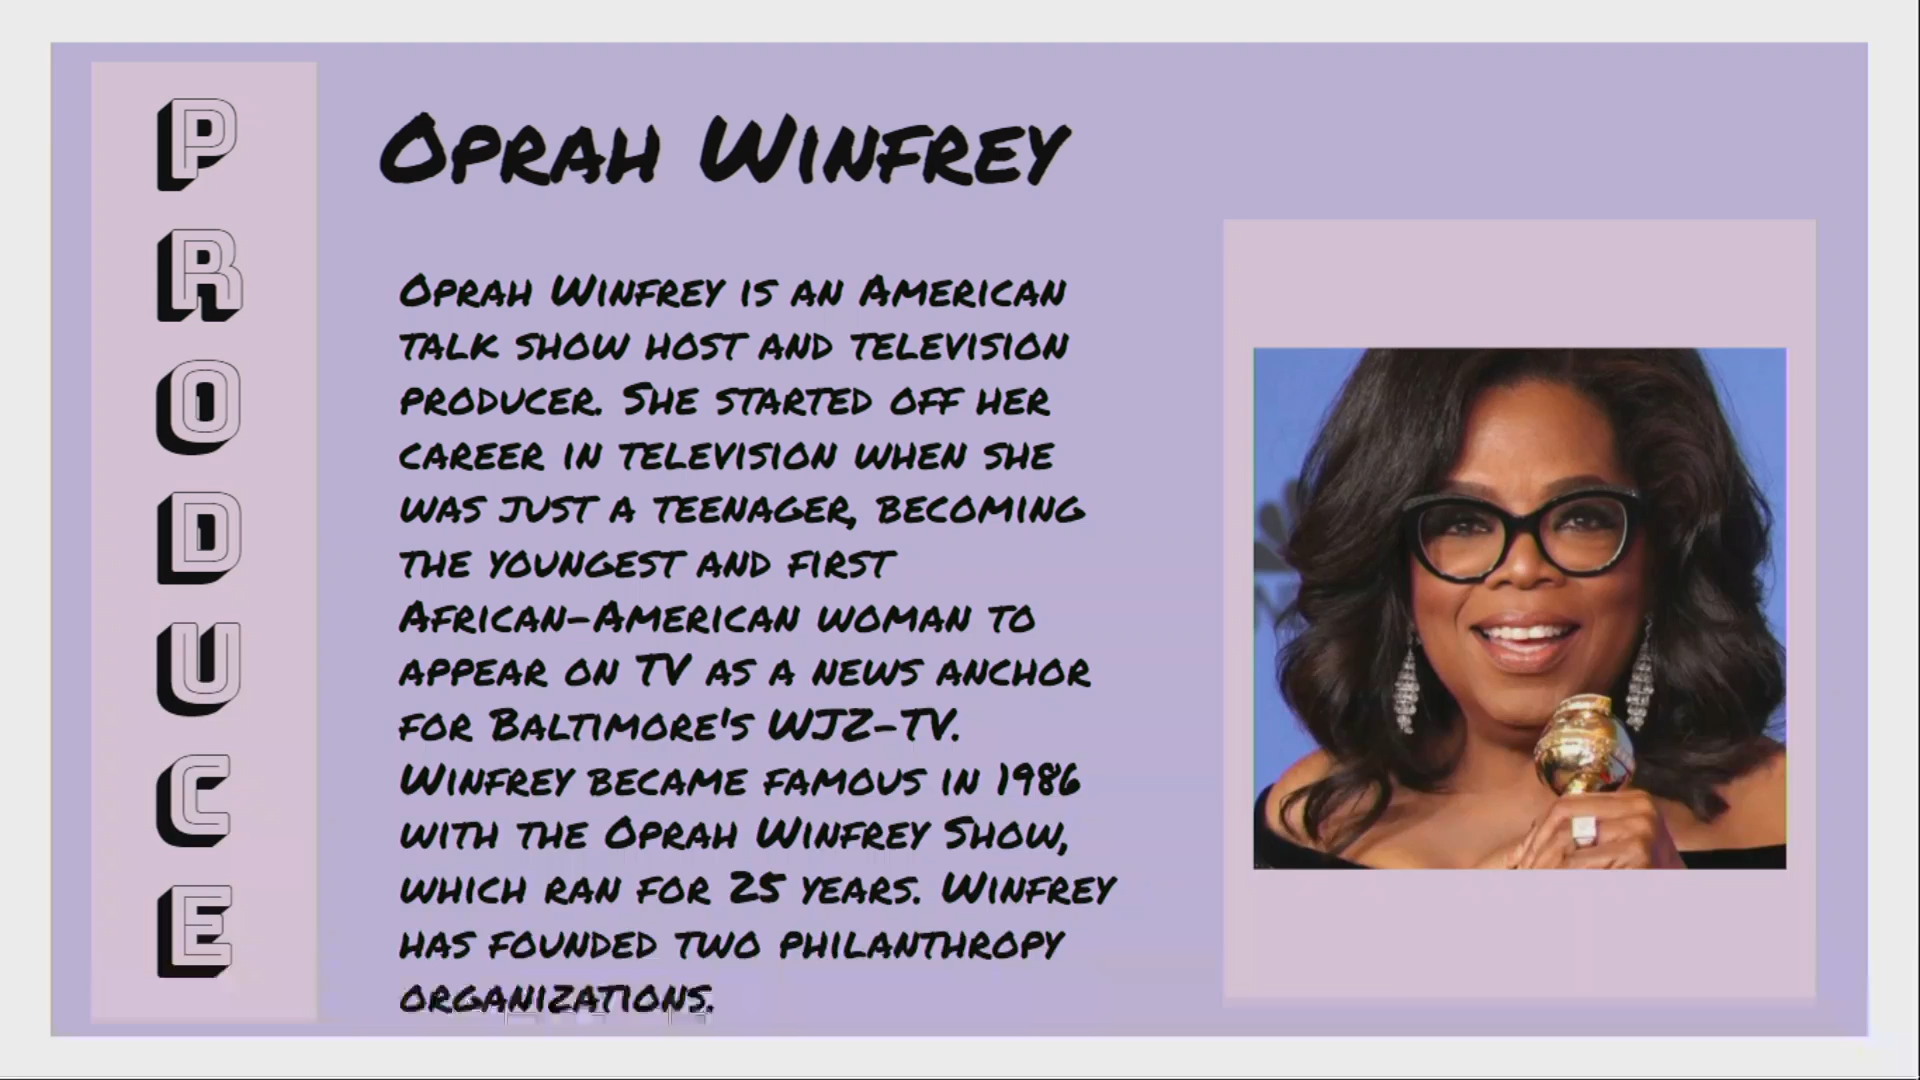 PRODUCE
Oprah Winfrey
Oprah Winfrey is an American
talk show host and television
producer. She started off her
career in television when she
was just a teenager, becoming
the youngest and first
African-American woman to
appear on TV as a news anchor
for Baltimore's WJZ-TV.
Winfrey became famous in 1986
with the Oprah Winfrey Show,
which ran for 25 years. Winfrey
has founded two philanthropy
organizations.